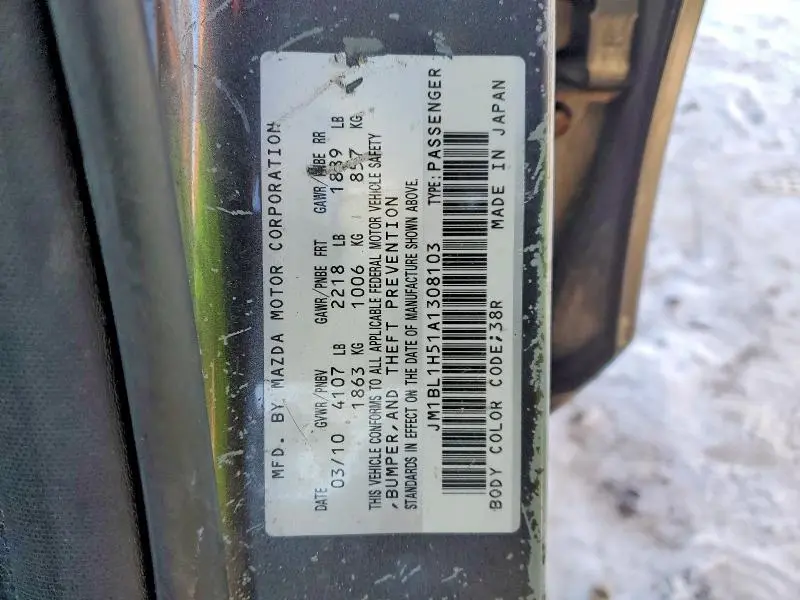 MFD. BY MAZDA MOTOR CORPORATION
DATE GVWR/PNBV GAWR/PNBE FRT GAWR/PNBE RR
03/10 4107 LB 2218 LB 1839 LB
1863 KG 1006 KG 857 KG
THIS VEHICLE CONFORMS TO ALL APPLICABLE FEDERAL MOTOR VEHICLE SAFETY
,BUMPER,AND THEFT PREVENTION
STANDARDS IN EFFECT ON THE DATE OF MANUFACTURE SHOWN ABOVE.
JM1BL1H51A1308103 TYPE:PASSENGER
BODY COLOR CODE;38R MADE IN JAPAN